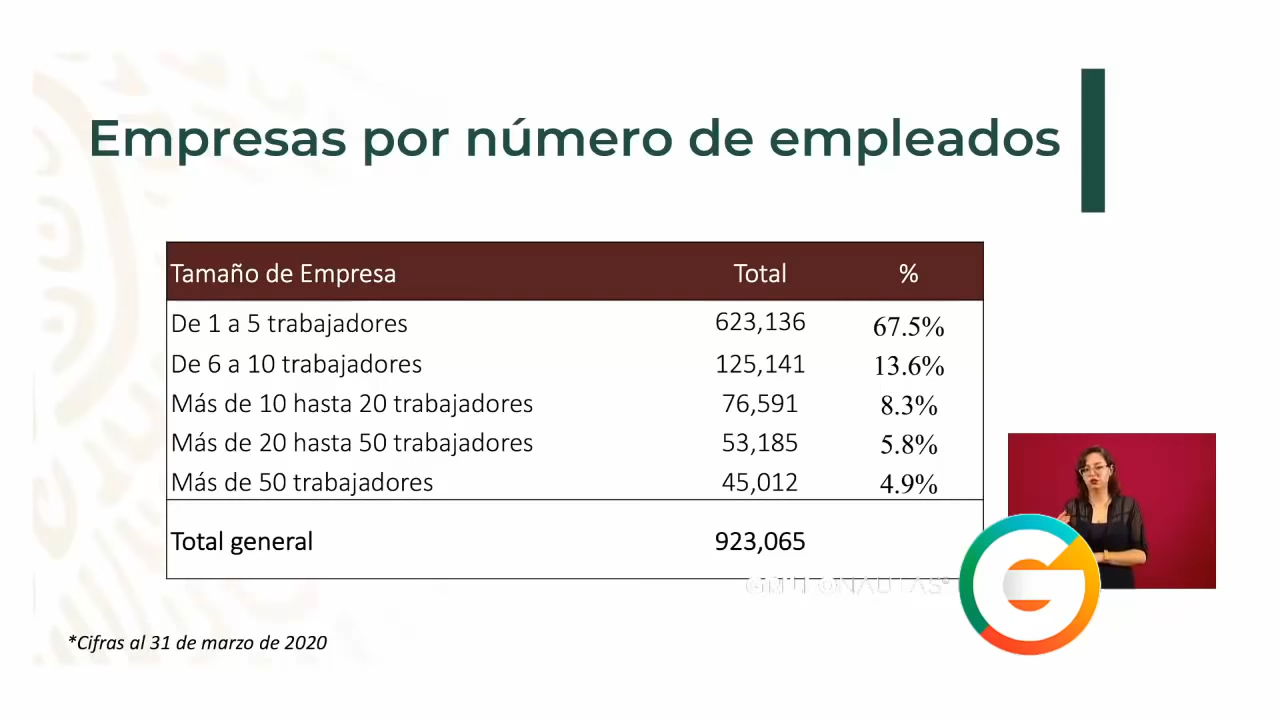 Empresas por número de empleados
Tamaño de Empresa Total %
De 1 a 5 trabajadores 623,136 67.5%
De 6 a 10 trabajadores 125,141 13.6%
Más de 10 hasta 20 trabajadores 76,591 8.3%
Más de 20 hasta 50 trabajadores 53,185 5.8%
Más de 50 trabajadores 45,012 4.9%
Total general 923,065
*Cifras al 31 de marzo de 2020
G